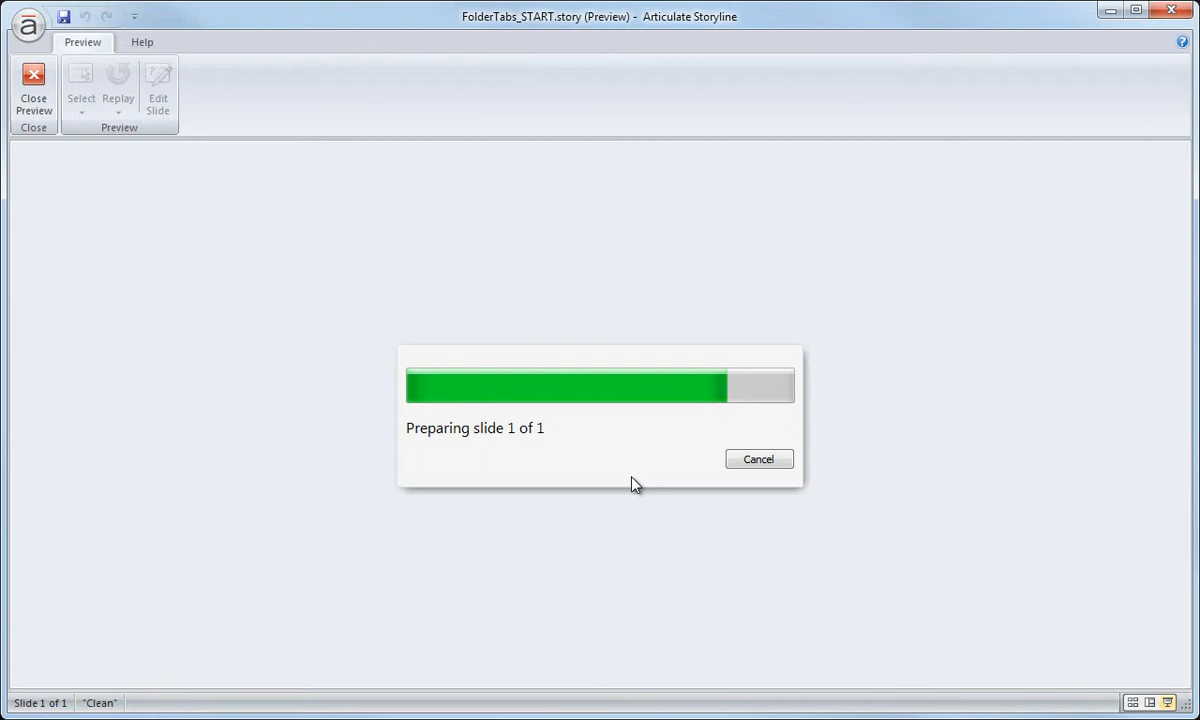 FolderTabs_START.story (Preview) - Articulate Storyline
Preview Help
Close Preview
Select Replay Edit Slide
Close Preview
Preparing slide 1 of 1
Cancel
Slide 1 of 1 "Clean"